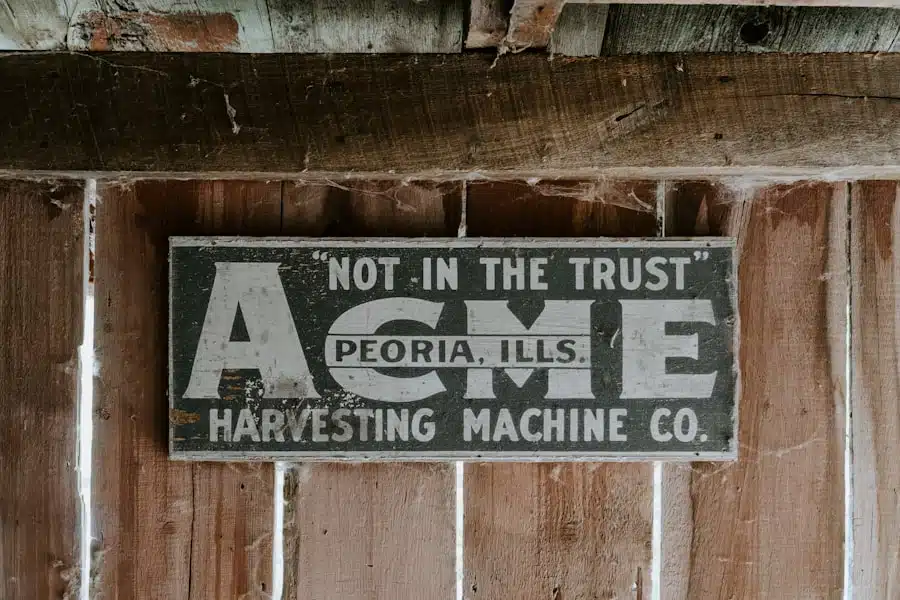 "NOT IN THE TRUST"
ACME
PEORIA, ILLS.
HARVESTING MACHINE CO.